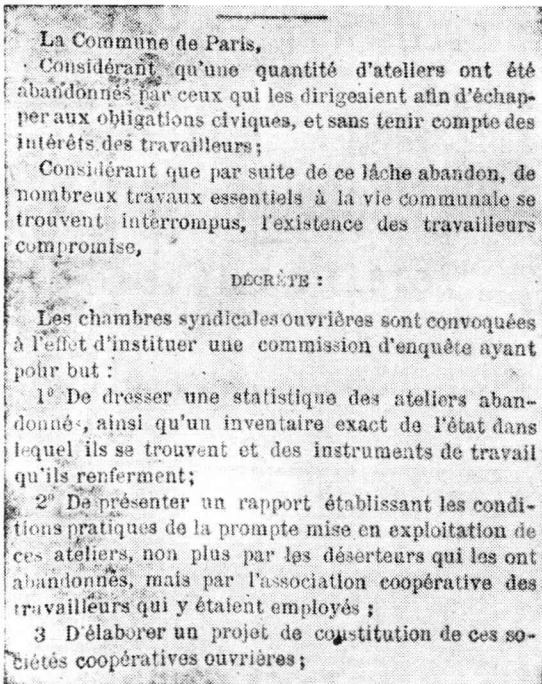 La Commune de Paris,
Considérant qu'une quantité d'ateliers ont été
abandonnés par ceux qui les dirigeaient afin d'échap-
per aux obligations civiques, et sans tenir compte des
intérêts des travailleurs;
Considérant que par suite de ce lâche abandon, de
nombreux travaux essentiels à la vie communale se
trouvent interrompus, l'existence des travailleurs
compromise,
DÉCRÈTE :
Les chambres syndicales ouvrières sont convoquées
à l'effet d'instituer une commission d'enquête ayant
pour but :
1º De dresser une statistique des ateliers aban-
donnés, ainsi qu'un inventaire exact de l'état dans
lequel ils se trouvent et des instruments de travail
qu'ils renferment;
2º De présenter un rapport établissant les condi-
tions pratiques de la prompte mise en exploitation de
ces ateliers, non plus par les déserteurs qui les ont
abandonnés, mais par l'association coopérative des
travailleurs qui y étaient employés ;
3 D'élaborer un projet de constitution de ces so-
ciétés coopératives ouvrières;